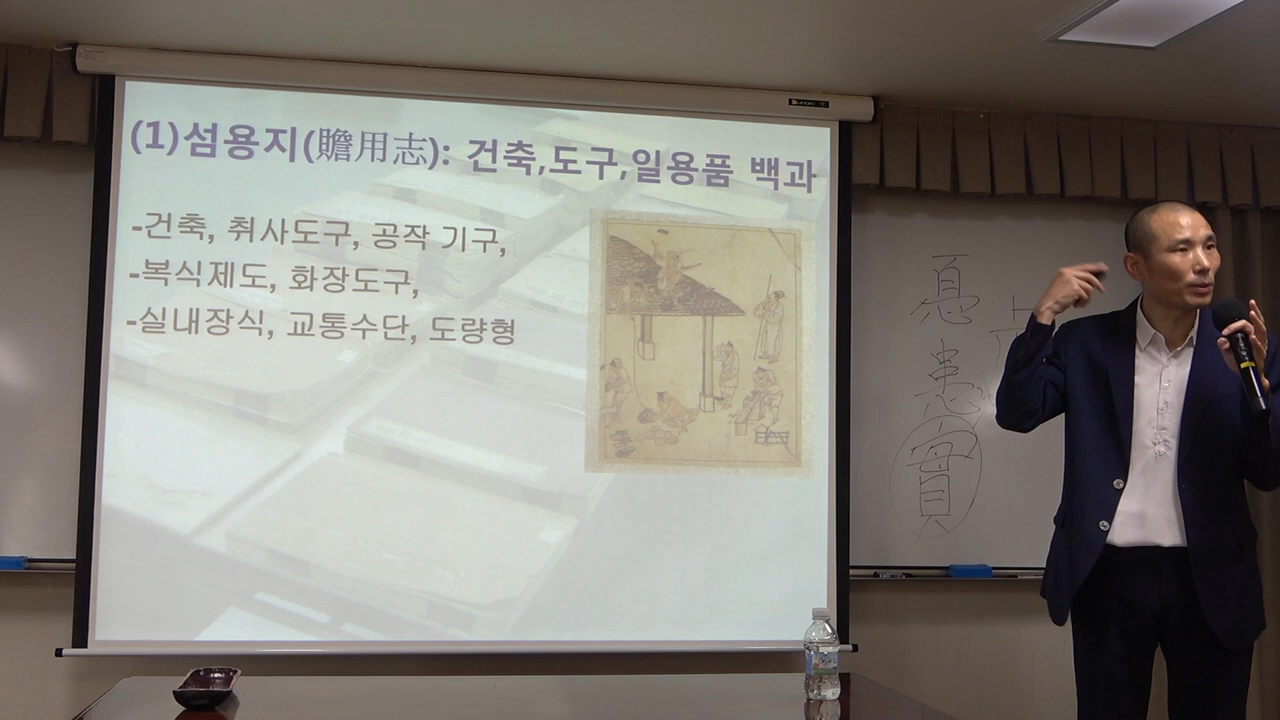 (1)섬용지(贍用志): 건축,도구,일용품 백과
-건축, 취사도구, 공작 기구,
-복식제도, 화장도구,
-실내장식, 교통수단, 도량형
患
實